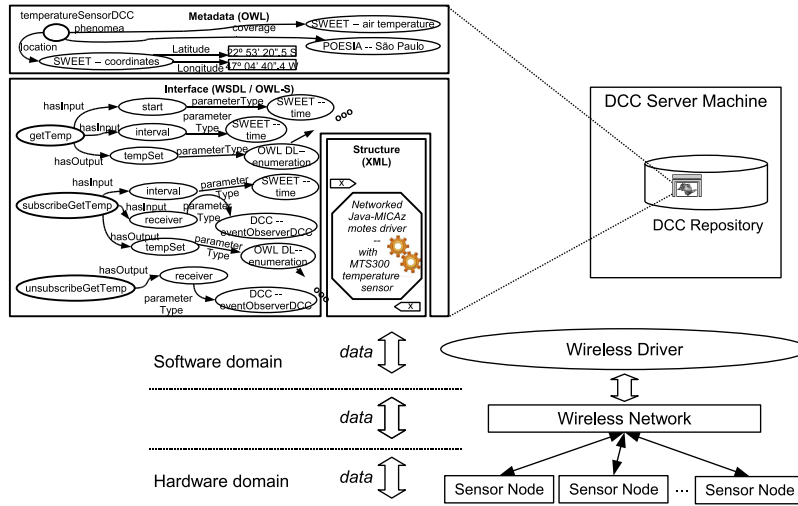 temperatureSensorDCC
Metadata (OWL)
phenomea
coverage
SWEET – air temperature
location
Latitude
22º 53' 20".5 S
POESIA -- São Paulo
SWEET – coordinates
Longitude
47º 04' 40".4 W
Interface (WSDL / OWL-S)
hasInput
start
parameterType
SWEET --
time
ooo
hasInput
interval
parameter
Type
SWEET --
time
getTemp
hasOutput
tempSet
parameterType
OWL DL--
enumeration
hasInput
interval
parameter
Type
SWEET --
time
subscribeGetTemp
hasInput
receiver
parameter
Type
DCC --
eventObserverDCC
hasOutput
tempSet
parameter
Type
OWL DL--
enumeration
ooo
hasOutput
receiver
unsubscribeGetTemp
parameter
Type
DCC --
eventObserverDCC
Structure
(XML)
X
Networked
Java-MICAz
motes driver
--
with
MTS300
temperature
sensor
X
DCC Server Machine
DCC Repository
Software domain
data
Wireless Driver
data
Wireless Network
Hardware domain
data
Sensor Node
Sensor Node
...
Sensor Node